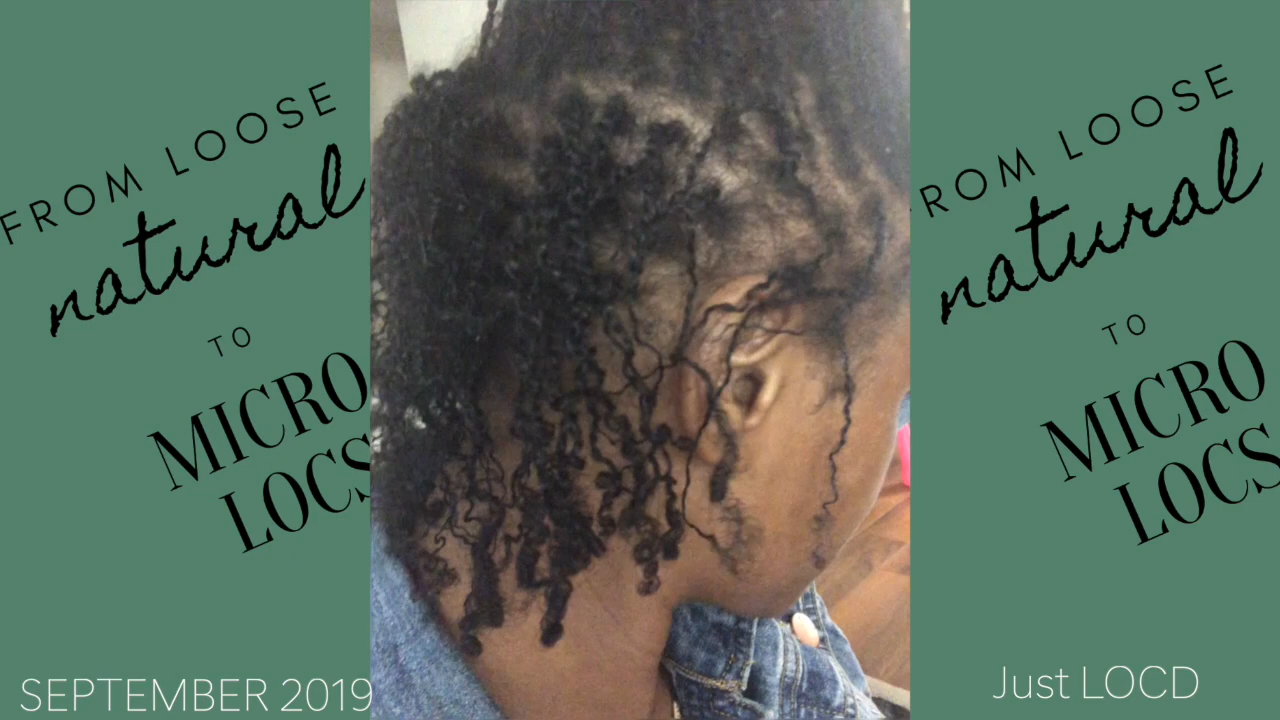 FROM LOOSE
natural
TO
MICRO
LOCS
SEPTEMBER 2019
ROM LOOSE
natural
TO
MICRO
LOCS
Just LOCD